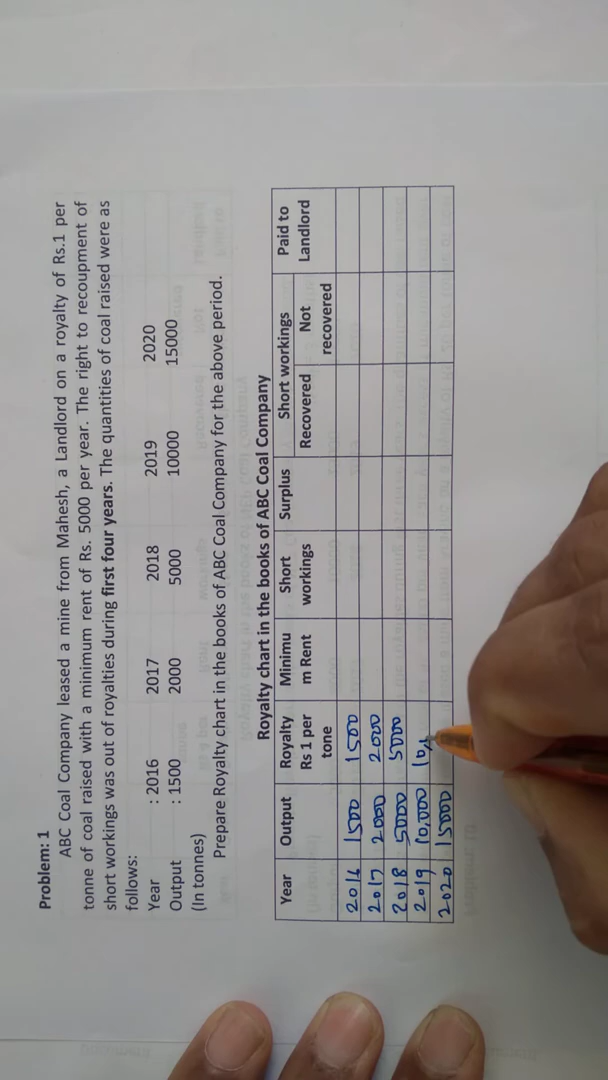 Problem: 1
ABC Coal Company leased a mine from Mahesh, a Landlord on a royalty of Rs.1 per
tonne of coal raised with a minimum rent of Rs. 5000 per year. The right to recoupment of
short workings was out of royalties during first four years. The quantities of coal raised were as
follows:
Year : 2016 2017 2018 2019 2020
Output : 1500 2000 5000 10000 15000
(In tonnes)
Prepare Royalty chart in the books of ABC Coal Company for the above period.
Royalty chart in the books of ABC Coal Company
Year Output Royalty Minimu Short Surplus Short workings Paid to
Rs 1 per m Rent workings Recovered Not Landlord
tone recovered
2016 1500 1500
2017 2000 2000
2018 5000 5000
2019 10,000 10,
2020 15000